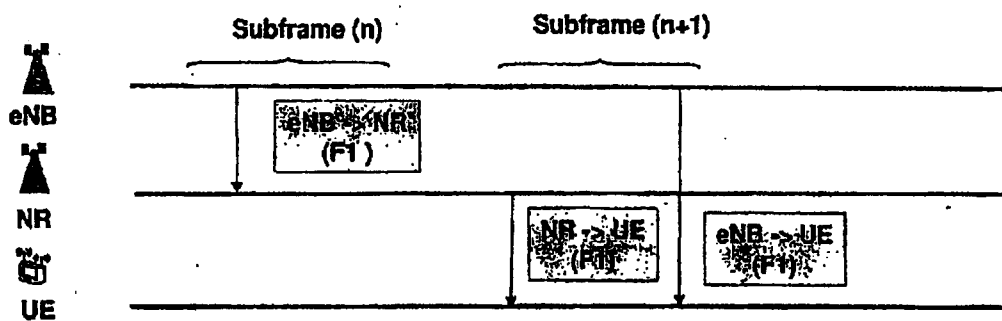 Subframe (n)
Subframe (n+1)
eNB
eNB -> NR
(F1)
NR
NR -> UE
(F1)
eNB -> UE
(F1)
UE